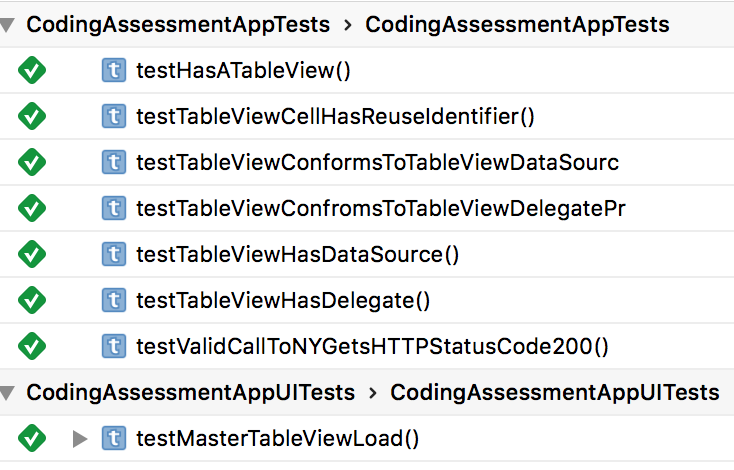 CodingAssessmentAppTests > CodingAssessmentAppTests
t testHasATableView()
t testTableViewCellHasReuseIdentifier()
t testTableViewConformsToTableViewDataSourc
t testTableViewConfromsToTableViewDelegatePr
t testTableViewHasDataSource()
t testTableViewHasDelegate()
t testValidCallToNYGetsHTTPStatusCode200()
CodingAssessmentAppUITests > CodingAssessmentAppUITests
t testMasterTableViewLoad()